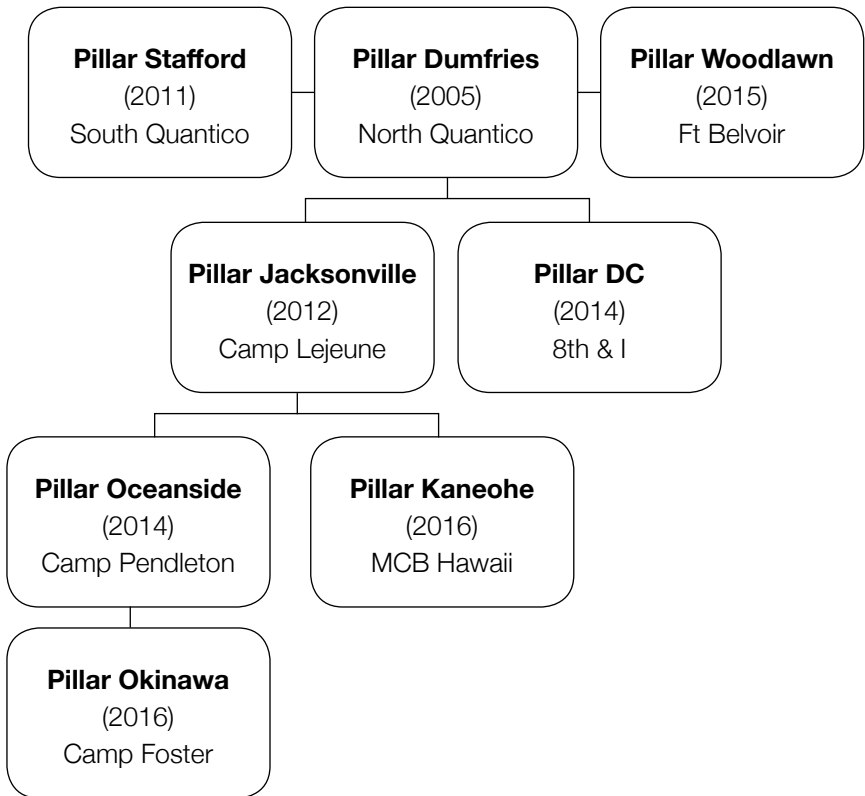 Pillar Stafford
(2011)
South Quantico
Pillar Dumfries
(2005)
North Quantico
Pillar Woodlawn
(2015)
Ft Belvoir
Pillar Jacksonville
(2012)
Camp Lejeune
Pillar DC
(2014)
8th & I
Pillar Oceanside
(2014)
Camp Pendleton
Pillar Kaneohe
(2016)
MCB Hawaii
Pillar Okinawa
(2016)
Camp Foster